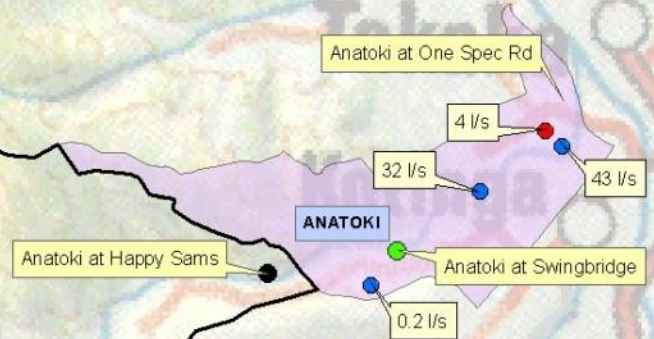 Anatoki at One Spec Rd
4 l/s
32 l/s
43 l/s
ANATOKI
Anatoki at Happy Sams
Anatoki at Swingbridge
0.2 l/s